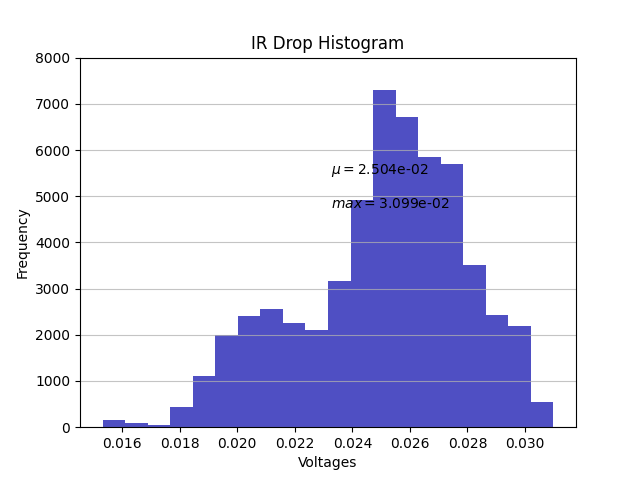 IR Drop Histogram
8000
7000
6000
5000
4000
3000
2000
1000
0
Frequency
μ = 2.504e-02
max = 3.099e-02
0.016 0.018 0.020 0.022 0.024 0.026 0.028 0.030
Voltages